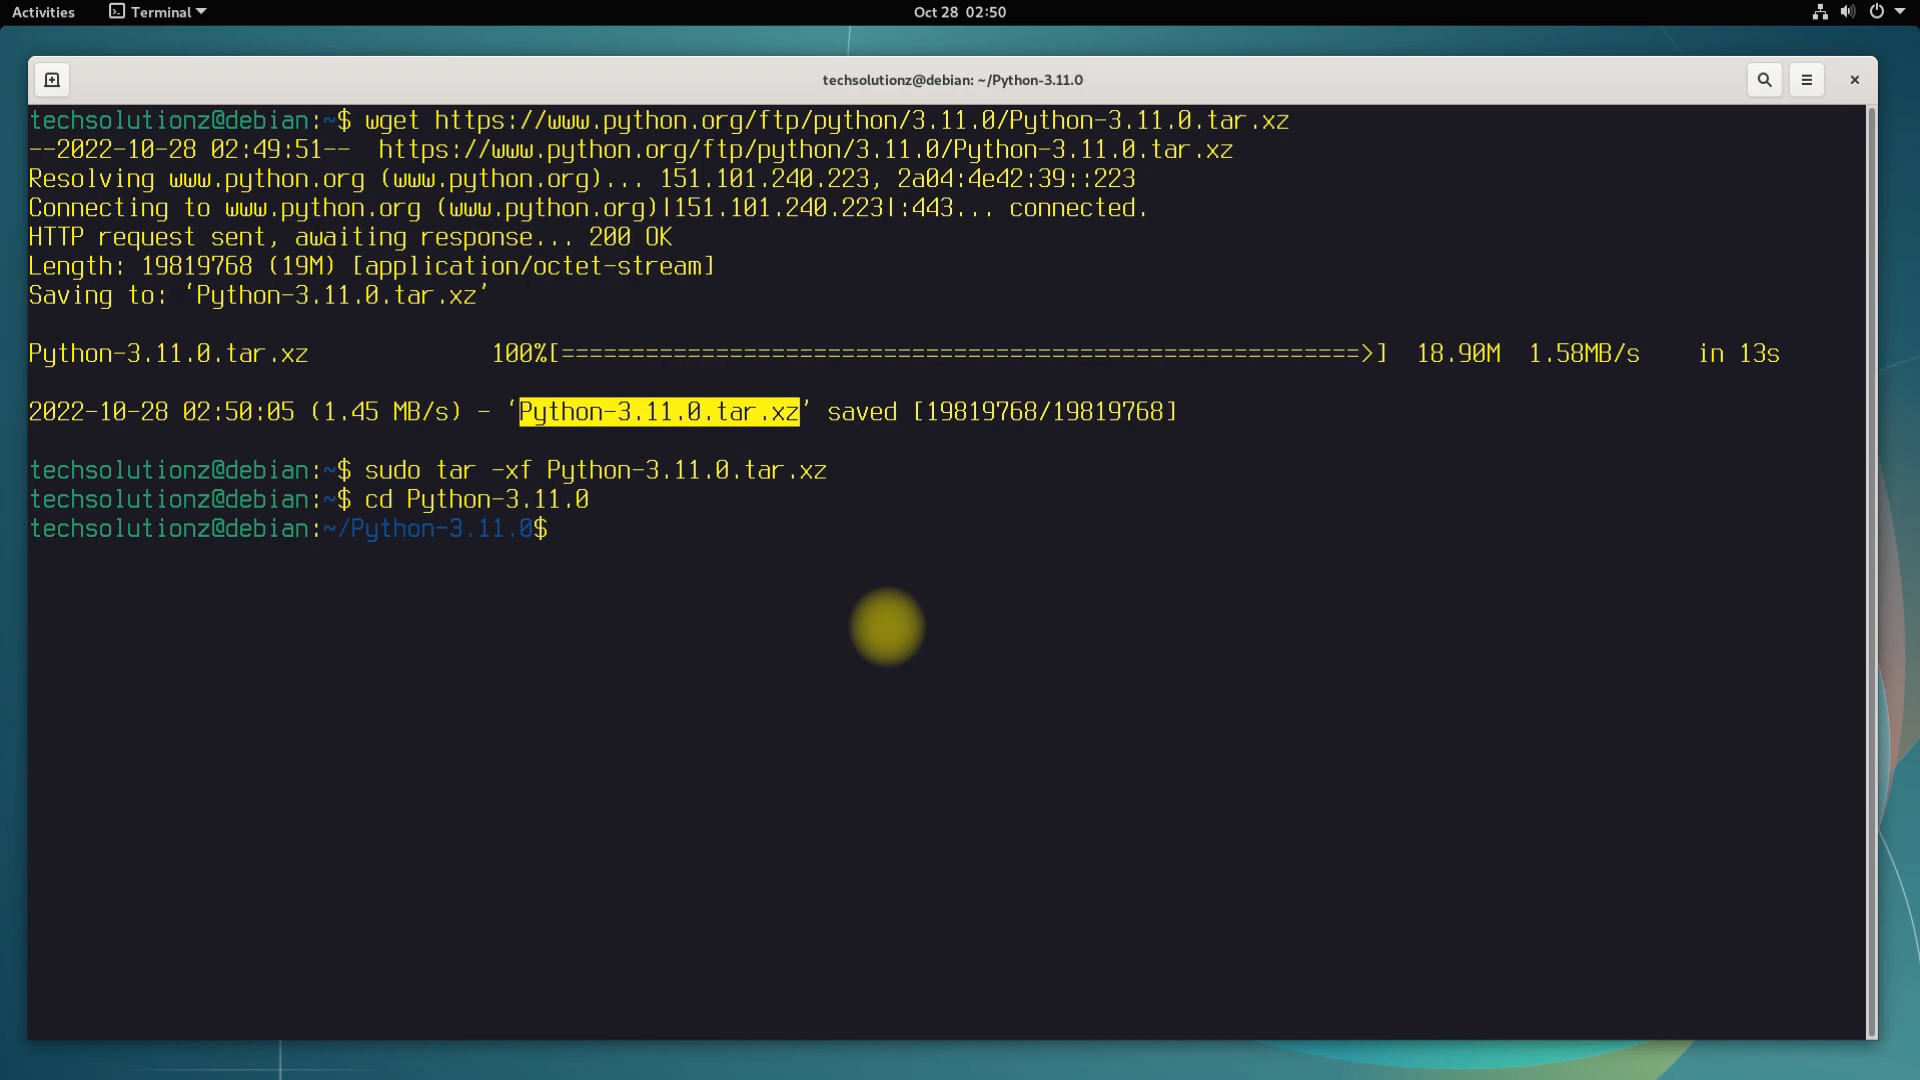 Activities
Terminal
Oct 28 02:50
techsolutionz@debian: ~/Python-3.11.0
techsolutionz@debian:~$ wget https://www.python.org/ftp/python/3.11.0/Python-3.11.0.tar.xz
--2022-10-28 02:49:51--  https://www.python.org/ftp/python/3.11.0/Python-3.11.0.tar.xz
Resolving www.python.org (www.python.org)... 151.101.240.223, 2a04:4e42:39::223
Connecting to www.python.org (www.python.org)|151.101.240.223|:443... connected.
HTTP request sent, awaiting response... 200 OK
Length: 19819768 (19M) [application/octet-stream]
Saving to: ‘Python-3.11.0.tar.xz’
Python-3.11.0.tar.xz             100%[=========================================================>]  18.90M  1.58MB/s    in 13s
2022-10-28 02:50:05 (1.45 MB/s) - ‘Python-3.11.0.tar.xz’ saved [19819768/19819768]
techsolutionz@debian:~$ sudo tar -xf Python-3.11.0.tar.xz
techsolutionz@debian:~$ cd Python-3.11.0
techsolutionz@debian:~/Python-3.11.0$